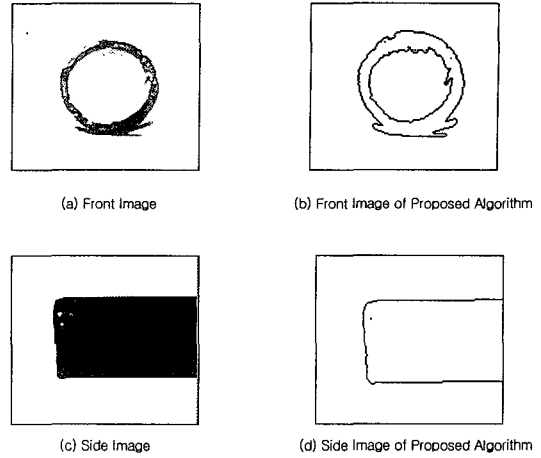 (a) Front Image
(b) Front Image of Proposed Algorithm
(c) Side Image
(d) Side Image of Proposed Algorithm